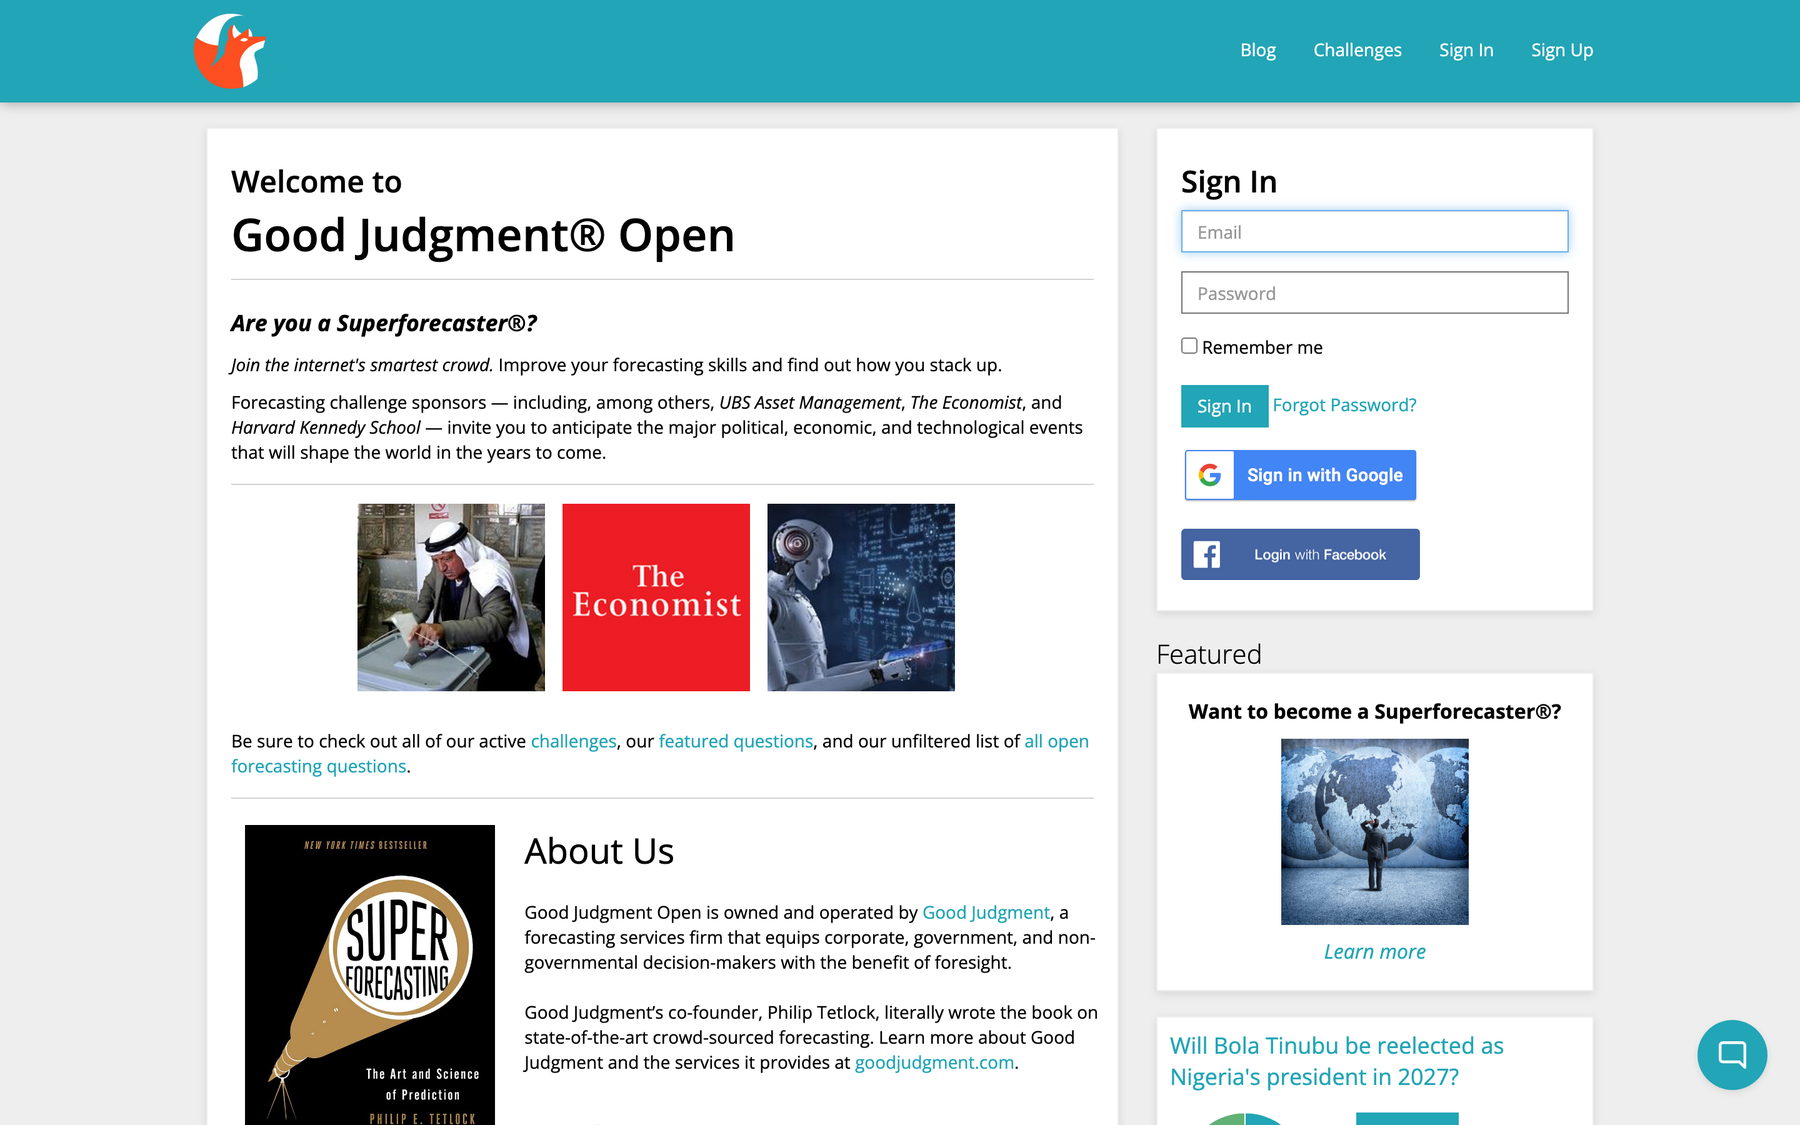 Blog
Challenges
Sign In
Sign Up
Welcome to
Good Judgment® Open
Are you a Superforecaster®?
Join the internet's smartest crowd. Improve your forecasting skills and find out how you stack up.
Forecasting challenge sponsors — including, among others, UBS Asset Management, The Economist, and
Harvard Kennedy School — invite you to anticipate the major political, economic, and technological events
that will shape the world in the years to come.
The
Economist
Be sure to check out all of our active challenges, our featured questions, and our unfiltered list of all open
forecasting questions.
NEW YORK TIMES BESTSELLER
SUPER
FORECASTING
The Art and Science
of Prediction
PHILIP E. TETLOCK
About Us
Good Judgment Open is owned and operated by Good Judgment, a
forecasting services firm that equips corporate, government, and non-
governmental decision-makers with the benefit of foresight.
Good Judgment’s co-founder, Philip Tetlock, literally wrote the book on
state-of-the-art crowd-sourced forecasting. Learn more about Good
Judgment and the services it provides at goodjudgment.com.
Sign In
Email
Password
Remember me
Sign In
Forgot Password?
Sign in with Google
Login with Facebook
Featured
Want to become a Superforecaster®?
Learn more
Will Bola Tinubu be reelected as
Nigeria's president in 2027?